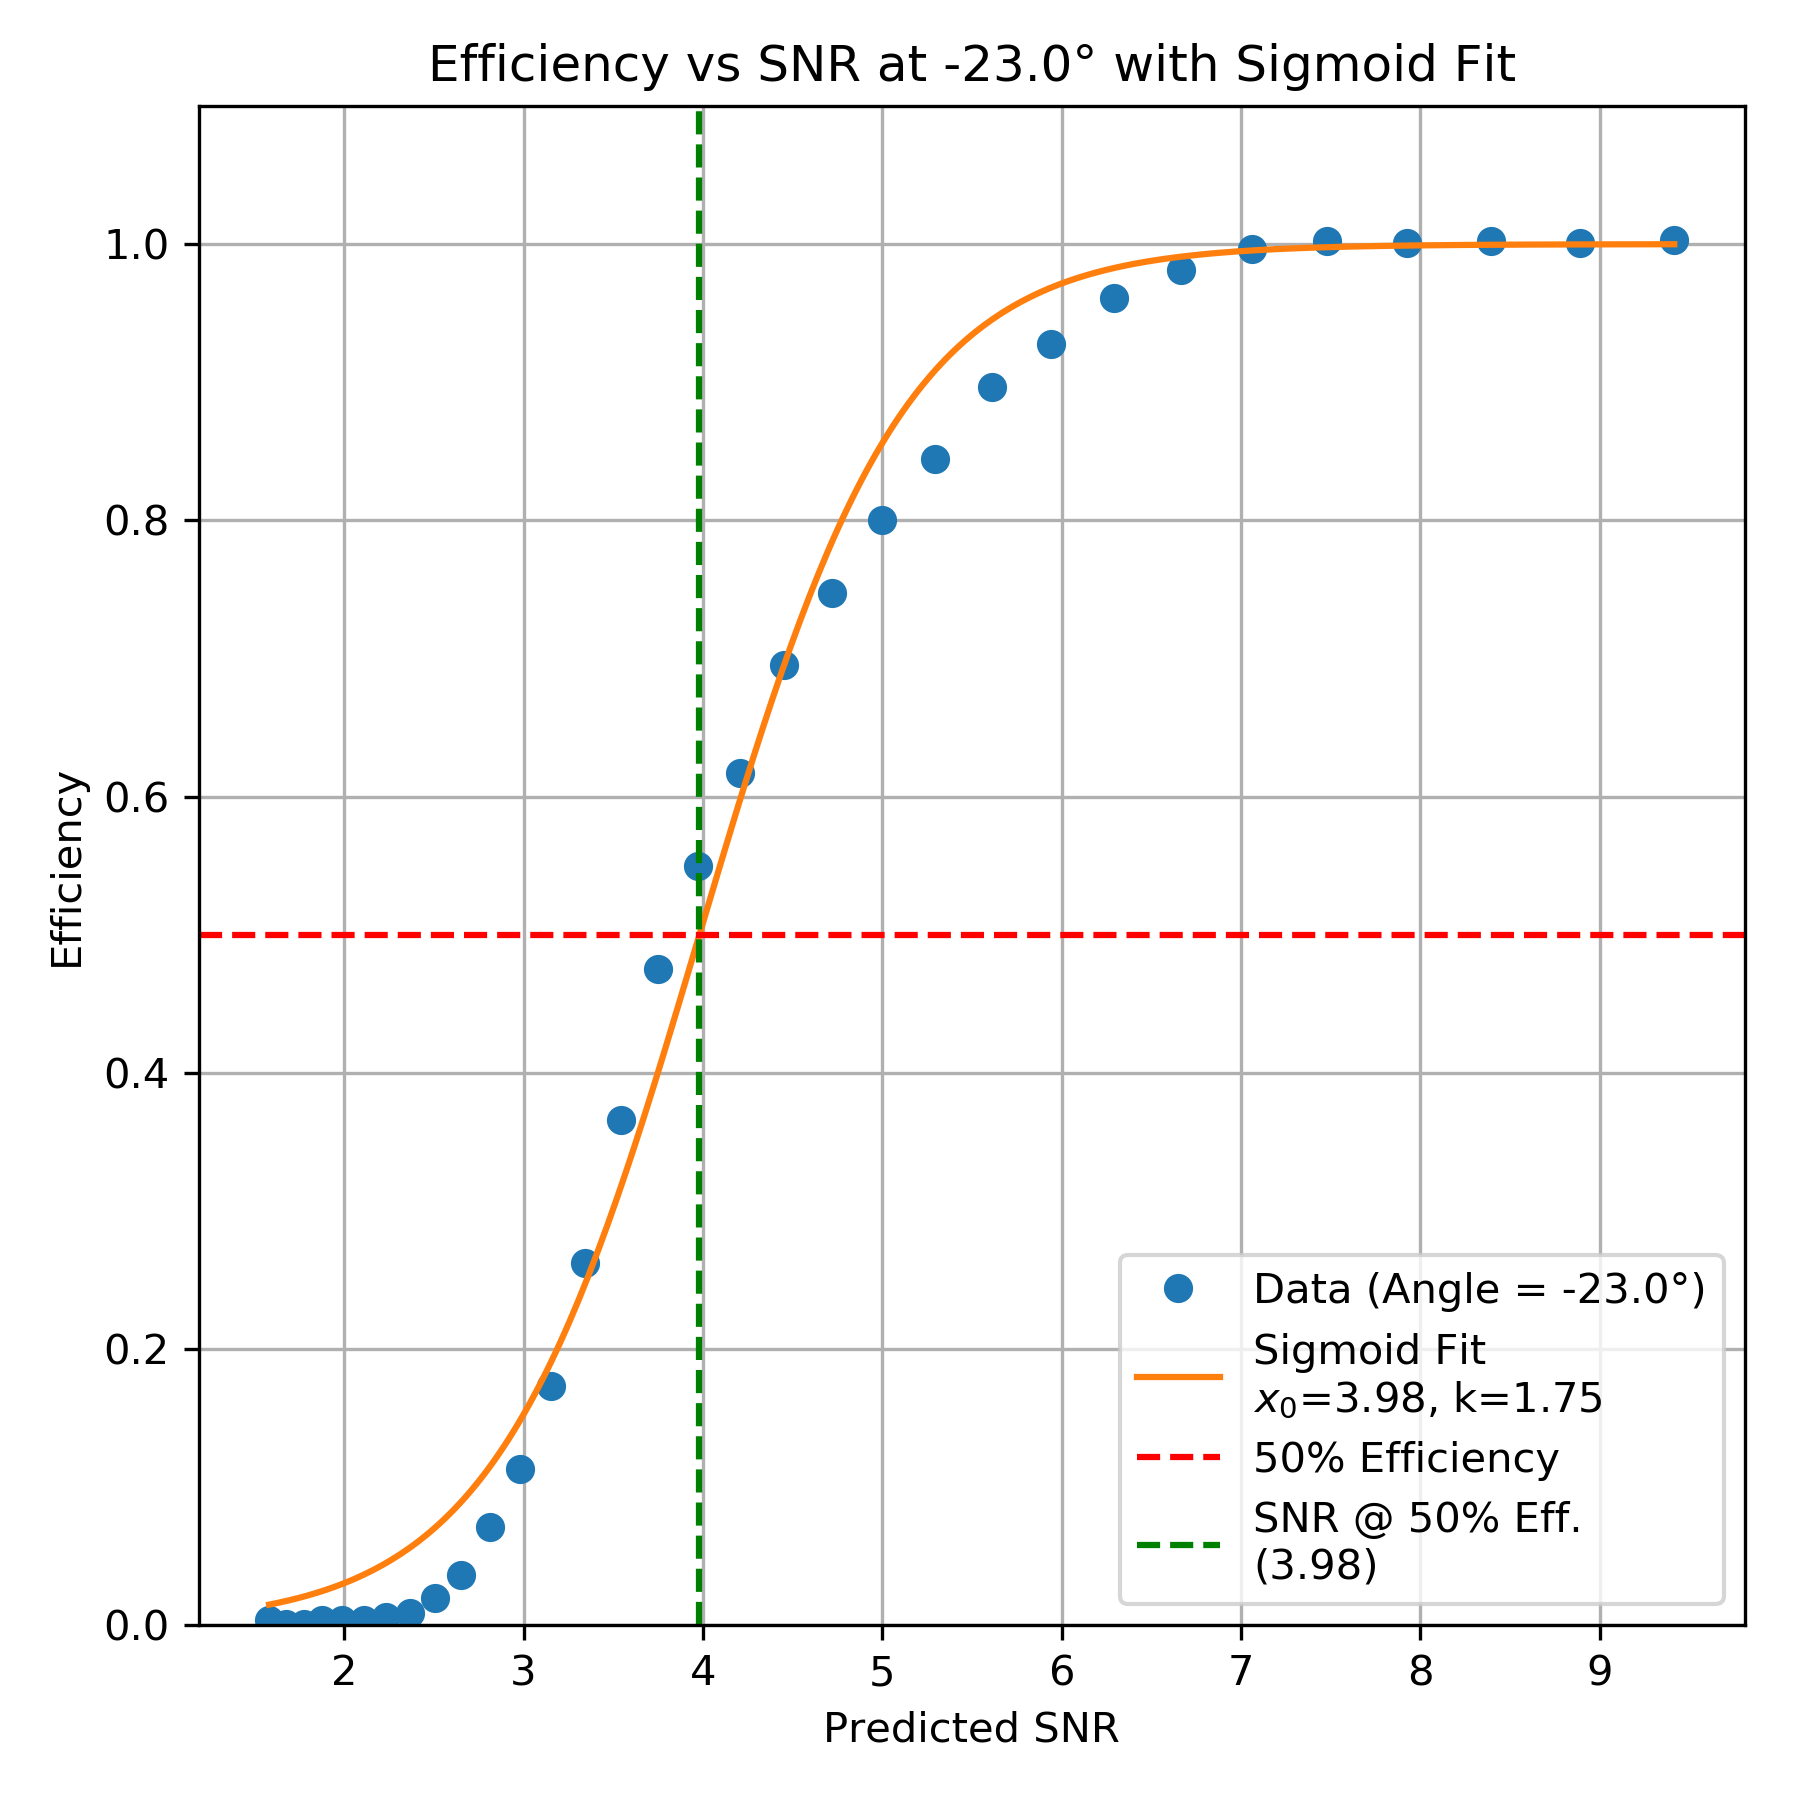 Efficiency vs SNR at -23.0° with Sigmoid Fit
Efficiency
1.0
0.8
0.6
0.4
0.2
0.0
2 3 4 5 6 7 8 9
Predicted SNR
Data (Angle = -23.0°)
Sigmoid Fit
x₀=3.98, k=1.75
50% Efficiency
SNR @ 50% Eff.
(3.98)